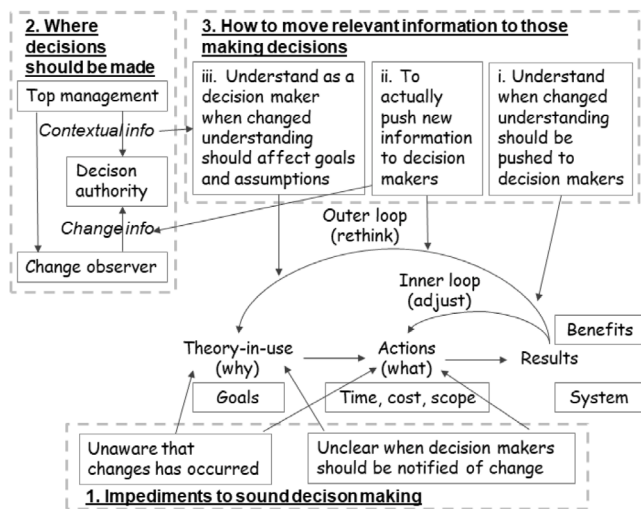 2. Where
decisions
should be made
Top management
Contextual info
Decison
authority
Change info
Change observer
3. How to move relevant information to those
making decisions
iii. Understand as a
decision maker
when changed
understanding
should affect goals
and assumptions
ii. To
actually
push new
information
to decision
makers
i. Understand
when changed
understanding
should be
pushed to
decision makers
Outer loop
(rethink)
Inner loop
(adjust)
Benefits
Theory-in-use
(why)
Actions
(what)
Results
Goals
Time, cost, scope
System
Unaware that
changes has occurred
Unclear when decision makers
should be notified of change
1. Impediments to sound decison making